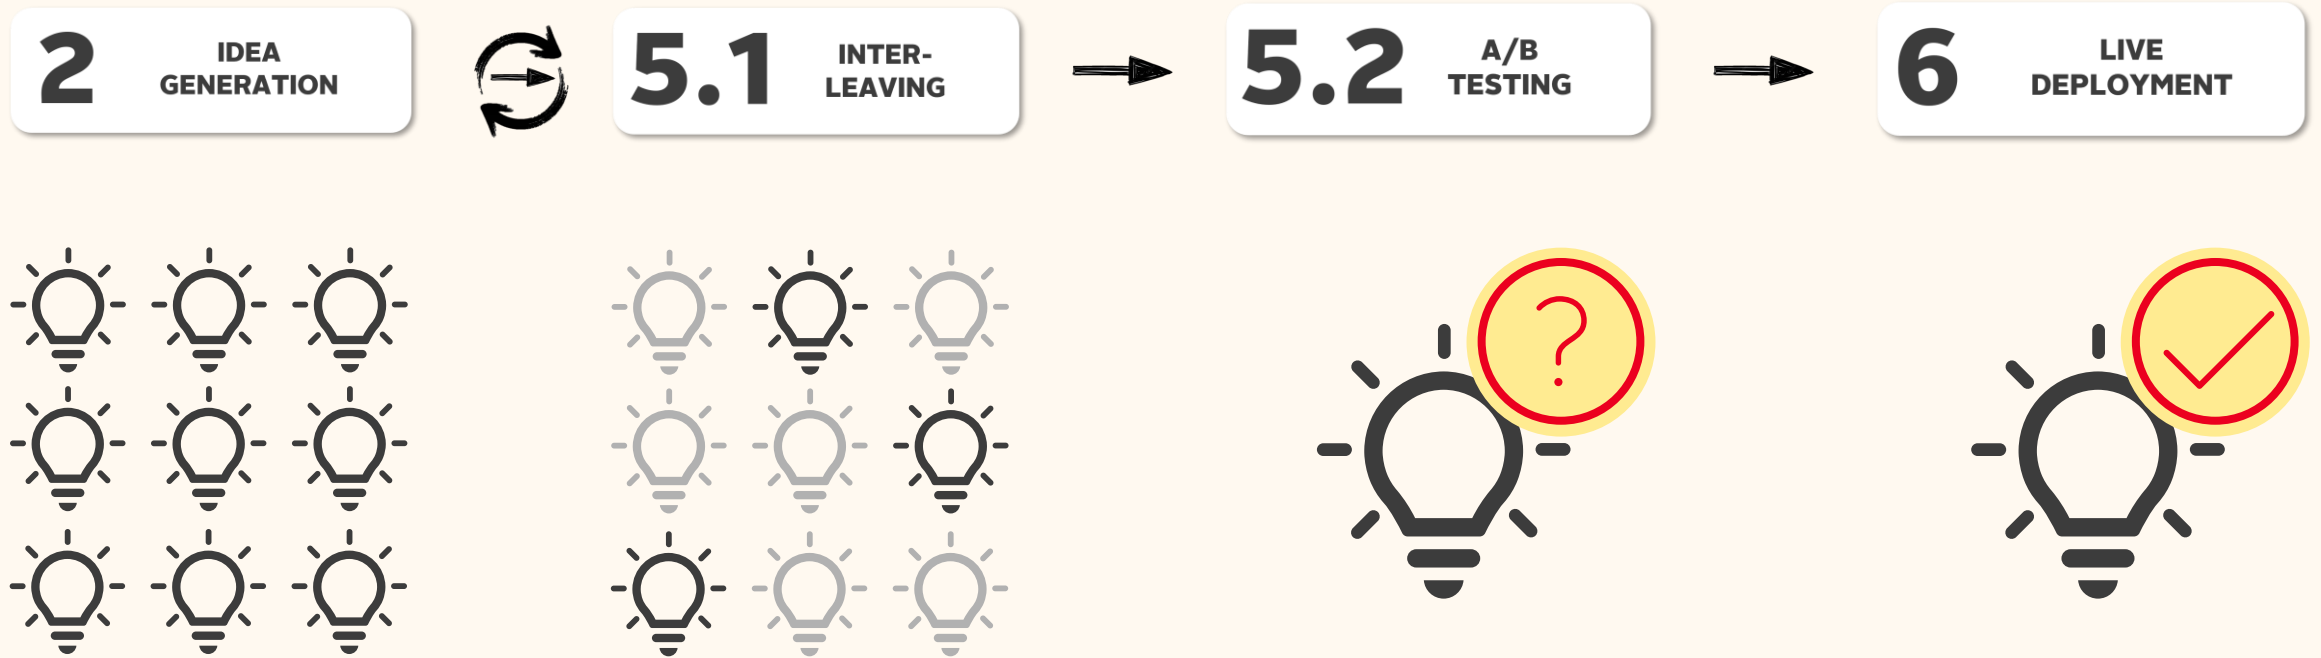 2
IDEA
GENERATION
5.1
INTER-
LEAVING
5.2
A/B
TESTING
6
LIVE
DEPLOYMENT
?